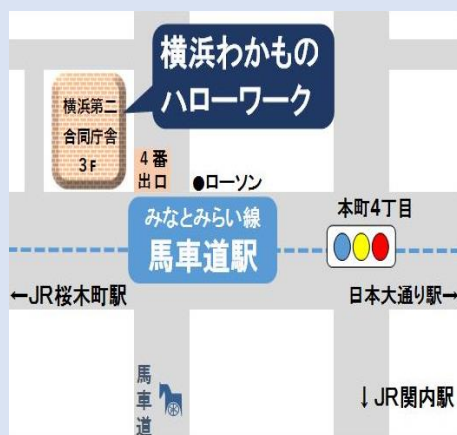 横浜わかもの
ハローワーク
横浜第二
合同庁舎
3F
4番
出口
●ローソン
みなとみらい線
馬車道駅
本町4丁目
←JR桜木町駅
日本大通り駅→
馬車道
↓JR関内駅